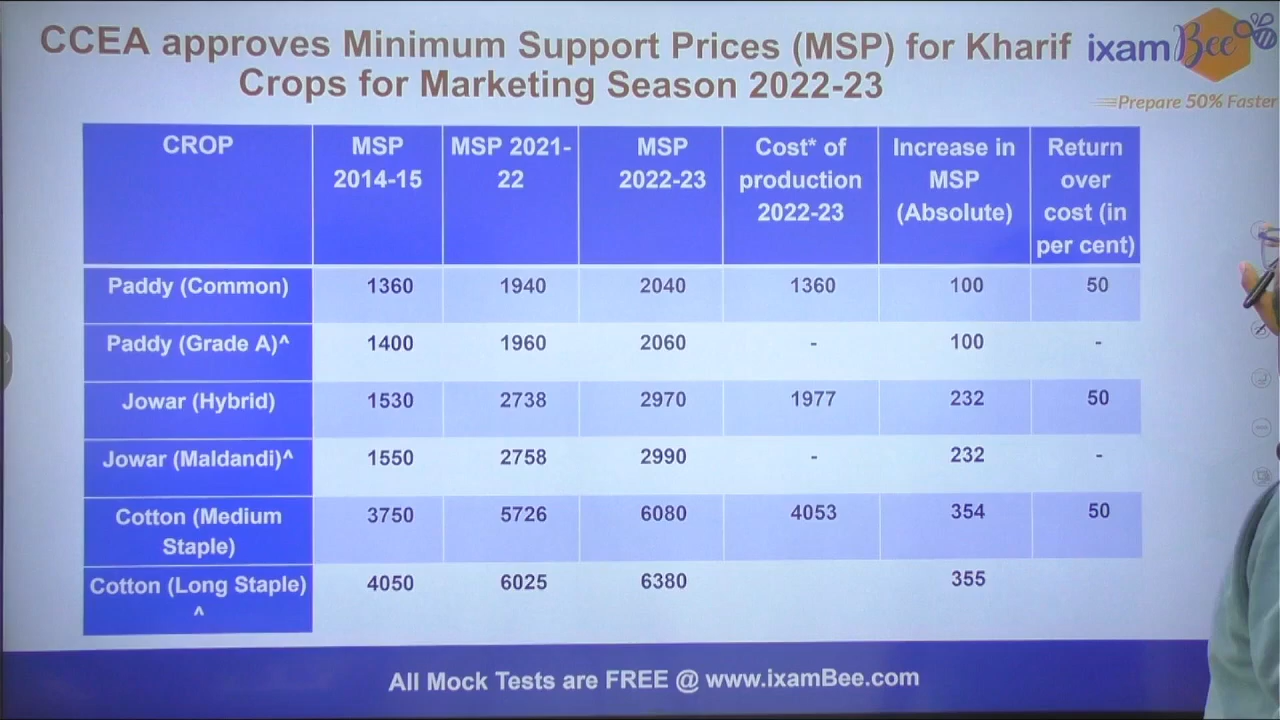 CCEA approves Minimum Support Prices (MSP) for Kharif
Crops for Marketing Season 2022-23
ixamBee
Prepare 50% Faster
CROP MSP 2014-15 MSP 2021-22 MSP 2022-23 Cost* of production 2022-23 Increase in MSP (Absolute) Return over cost (in per cent)
Paddy (Common) 1360 1940 2040 1360 100 50
Paddy (Grade A)^ 1400 1960 2060 - 100 -
Jowar (Hybrid) 1530 2738 2970 1977 232 50
Jowar (Maldandi)^ 1550 2758 2990 - 232 -
Cotton (Medium Staple) 3750 5726 6080 4053 354 50
Cotton (Long Staple) ^ 4050 6025 6380 355
All Mock Tests are FREE @ www.ixamBee.com